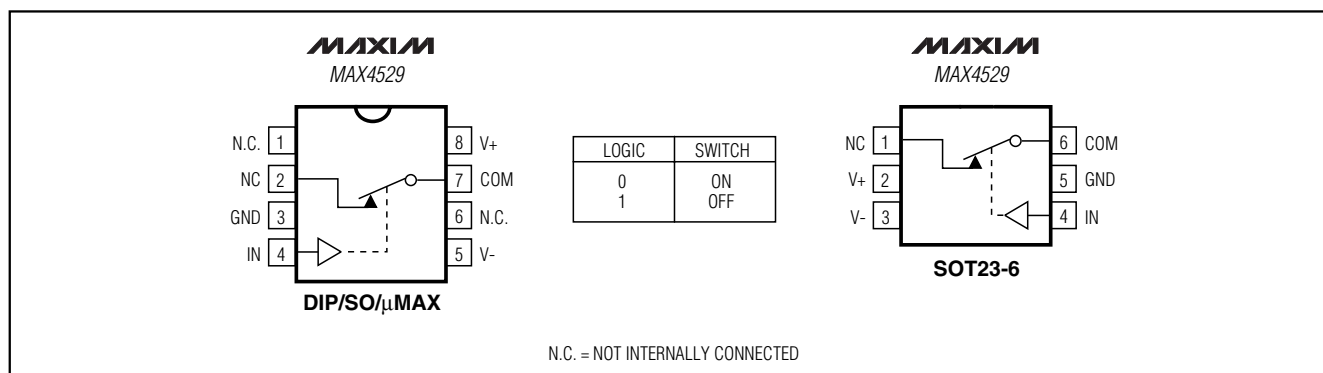 MAXIM
MAX4529
N.C. 1
NC 2
GND 3
IN 4
8 V+
7 COM
6 N.C.
5 V-
DIP/SO/µMAX
LOGIC SWITCH
0 ON
1 OFF
MAXIM
MAX4529
NC 1
V+ 2
V- 3
6 COM
5 GND
4 IN
SOT23-6
N.C. = NOT INTERNALLY CONNECTED